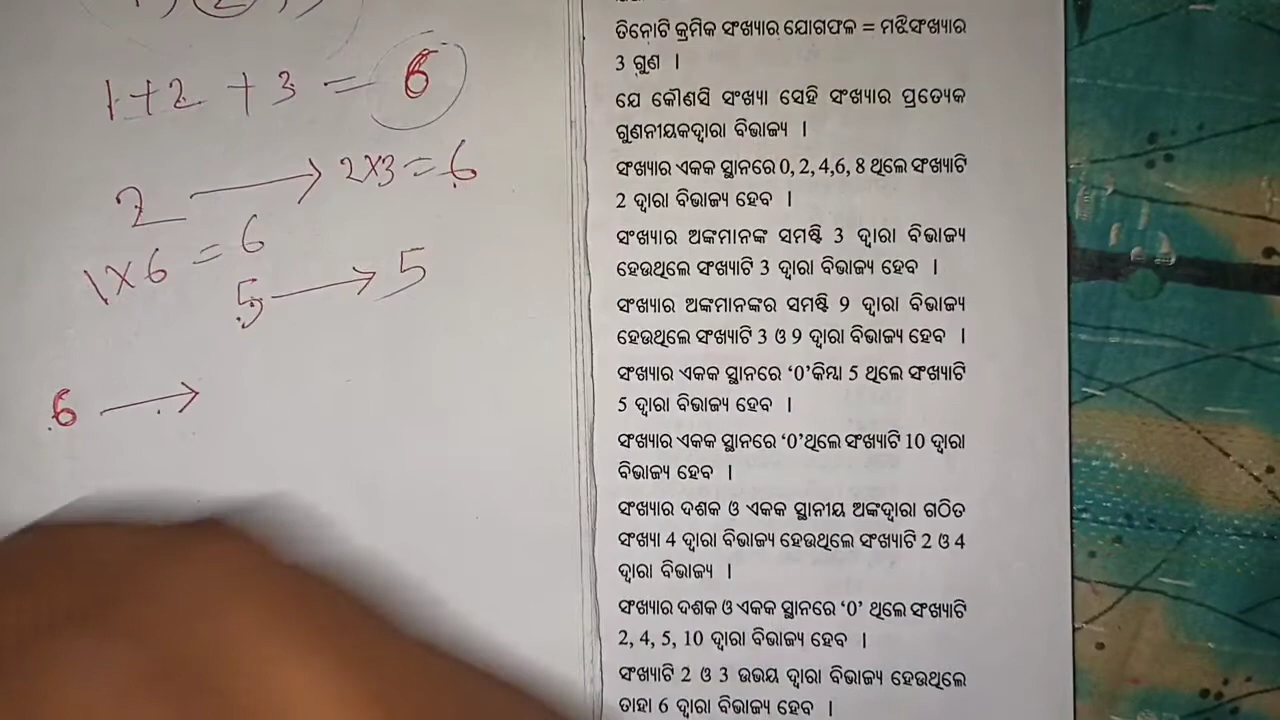 1+2+3 = 6
2 → 2×3=6
1×6 = 6
5 → 5
6 →
ତିନୋଟି କ୍ରମିକ ସଂଖ୍ୟାର ଯୋଗଫଳ = ମଝିସଂଖ୍ୟାର
3 ଗୁଣ ।
ଯେ କୌଣସି ସଂଖ୍ୟା ସେହି ସଂଖ୍ୟାର ପ୍ରତ୍ୟେକ
ଗୁଣନୀୟକଦ୍ୱାରା ବିଭାଜ୍ୟ ।
ସଂଖ୍ୟାର ଏକକ ସ୍ଥାନରେ 0, 2, 4,6, 8 ଥିଲେ ସଂଖ୍ୟାଟି
2 ଦ୍ୱାରା ବିଭାଜ୍ୟ ହେବ ।
ସଂଖ୍ୟାର ଅଙ୍କମାନଙ୍କ ସମଷ୍ଟି 3 ଦ୍ୱାରା ବିଭାଜ୍ୟ
ହେଉଥିଲେ ସଂଖ୍ୟାଟି 3 ଦ୍ୱାରା ବିଭାଜ୍ୟ ହେବ ।
ସଂଖ୍ୟାର ଅଙ୍କମାନଙ୍କର ସମଷ୍ଟି 9 ଦ୍ୱାରା ବିଭାଜ୍ୟ
ହେଉଥିଲେ ସଂଖ୍ୟାଟି 3 ଓ 9 ଦ୍ୱାରା ବିଭାଜ୍ୟ ହେବ ।
ସଂଖ୍ୟାର ଏକକ ସ୍ଥାନରେ ‘0’କିମ୍ବା 5 ଥିଲେ ସଂଖ୍ୟାଟି
5 ଦ୍ୱାରା ବିଭାଜ୍ୟ ହେବ ।
ସଂଖ୍ୟାର ଏକକ ସ୍ଥାନରେ ‘0’ଥିଲେ ସଂଖ୍ୟାଟି 10 ଦ୍ୱାରା
ବିଭାଜ୍ୟ ହେବ ।
ସଂଖ୍ୟାର ଦଶକ ଓ ଏକକ ସ୍ଥାନୀୟ ଅଙ୍କଦ୍ୱାରା ଗଠିତ
ସଂଖ୍ୟା 4 ଦ୍ୱାରା ବିଭାଜ୍ୟ ହେଉଥିଲେ ସଂଖ୍ୟାଟି 2 ଓ 4
ଦ୍ୱାରା ବିଭାଜ୍ୟ ।
ସଂଖ୍ୟାର ଦଶକ ଓ ଏକକ ସ୍ଥାନରେ ‘0’ ଥିଲେ ସଂଖ୍ୟାଟି
2, 4, 5, 10 ଦ୍ୱାରା ବିଭାଜ୍ୟ ହେବ ।
ସଂଖ୍ୟାଟି 2 ଓ 3 ଉଭୟ ଦ୍ୱାରା ବିଭାଜ୍ୟ ହେଉଥିଲେ
ତାହା 6 ଦ୍ୱାରା ବିଭାଜ୍ୟ ହେବ ।